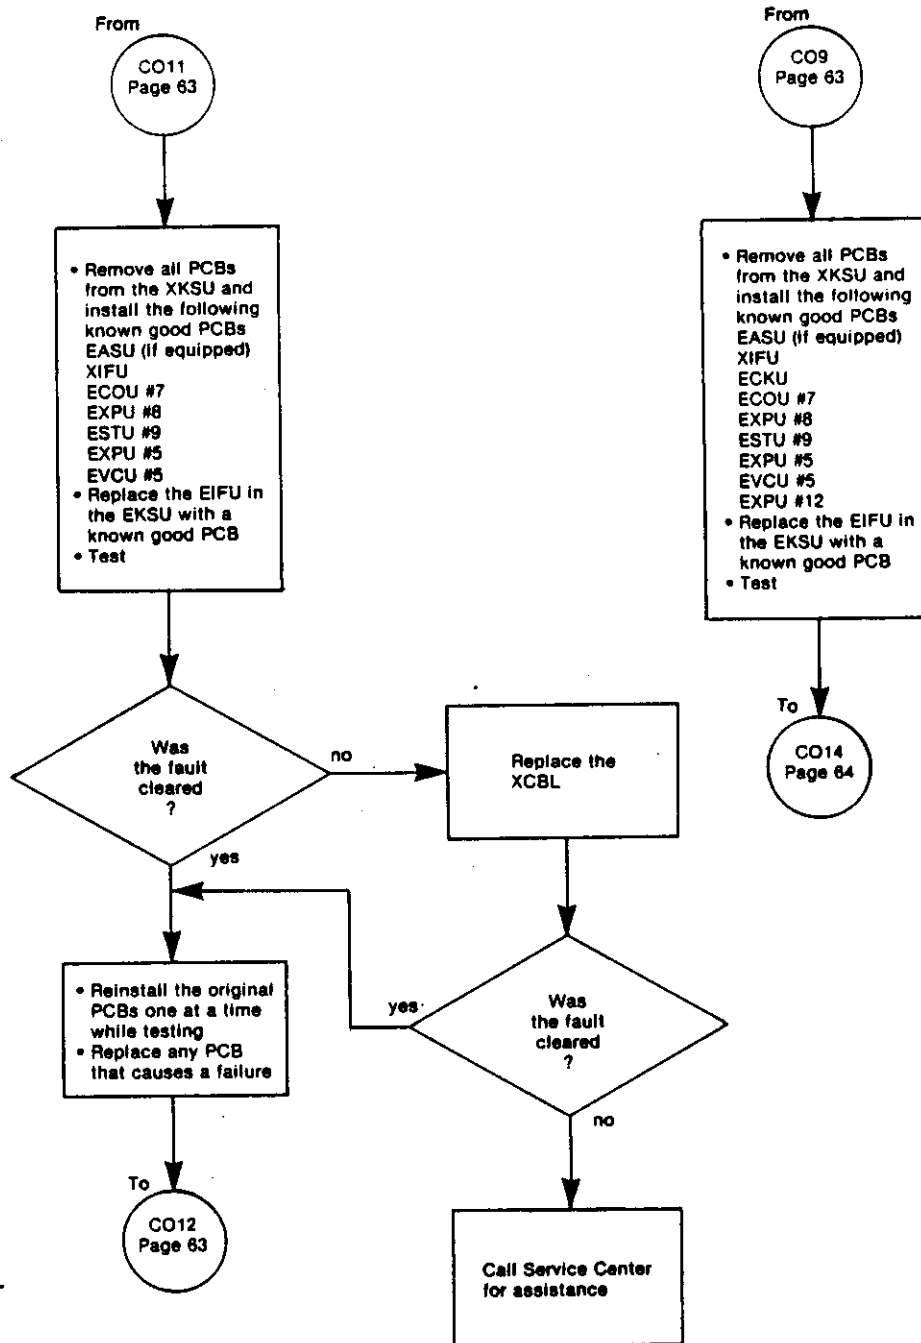 From
CO11
Page 63
• Remove all PCBs
from the XKSU and
install the following
known good PCBs
EASU (if equipped)
XIFU
ECOU #7
EXPU #8
ESTU #9
EXPU #5
EVCU #5
• Replace the EIFU in
the EKSU with a
known good PCB
• Test
Was
the fault
cleared
?
no
yes
Replace the
XCBL
Was
the fault
cleared
?
yes
no
• Reinstall the original
PCBs one at a time
while testing
• Replace any PCB
that causes a failure
To
CO12
Page 63
Call Service Center
for assistance
From
CO9
Page 63
• Remove all PCBs
from the XKSU and
install the following
known good PCBs
EASU (if equipped)
XIFU
ECKU
ECOU #7
EXPU #8
ESTU #9
EXPU #5
EVCU #5
EXPU #12
• Replace the EIFU in
the EKSU with a
known good PCB
• Test
To
CO14
Page 64